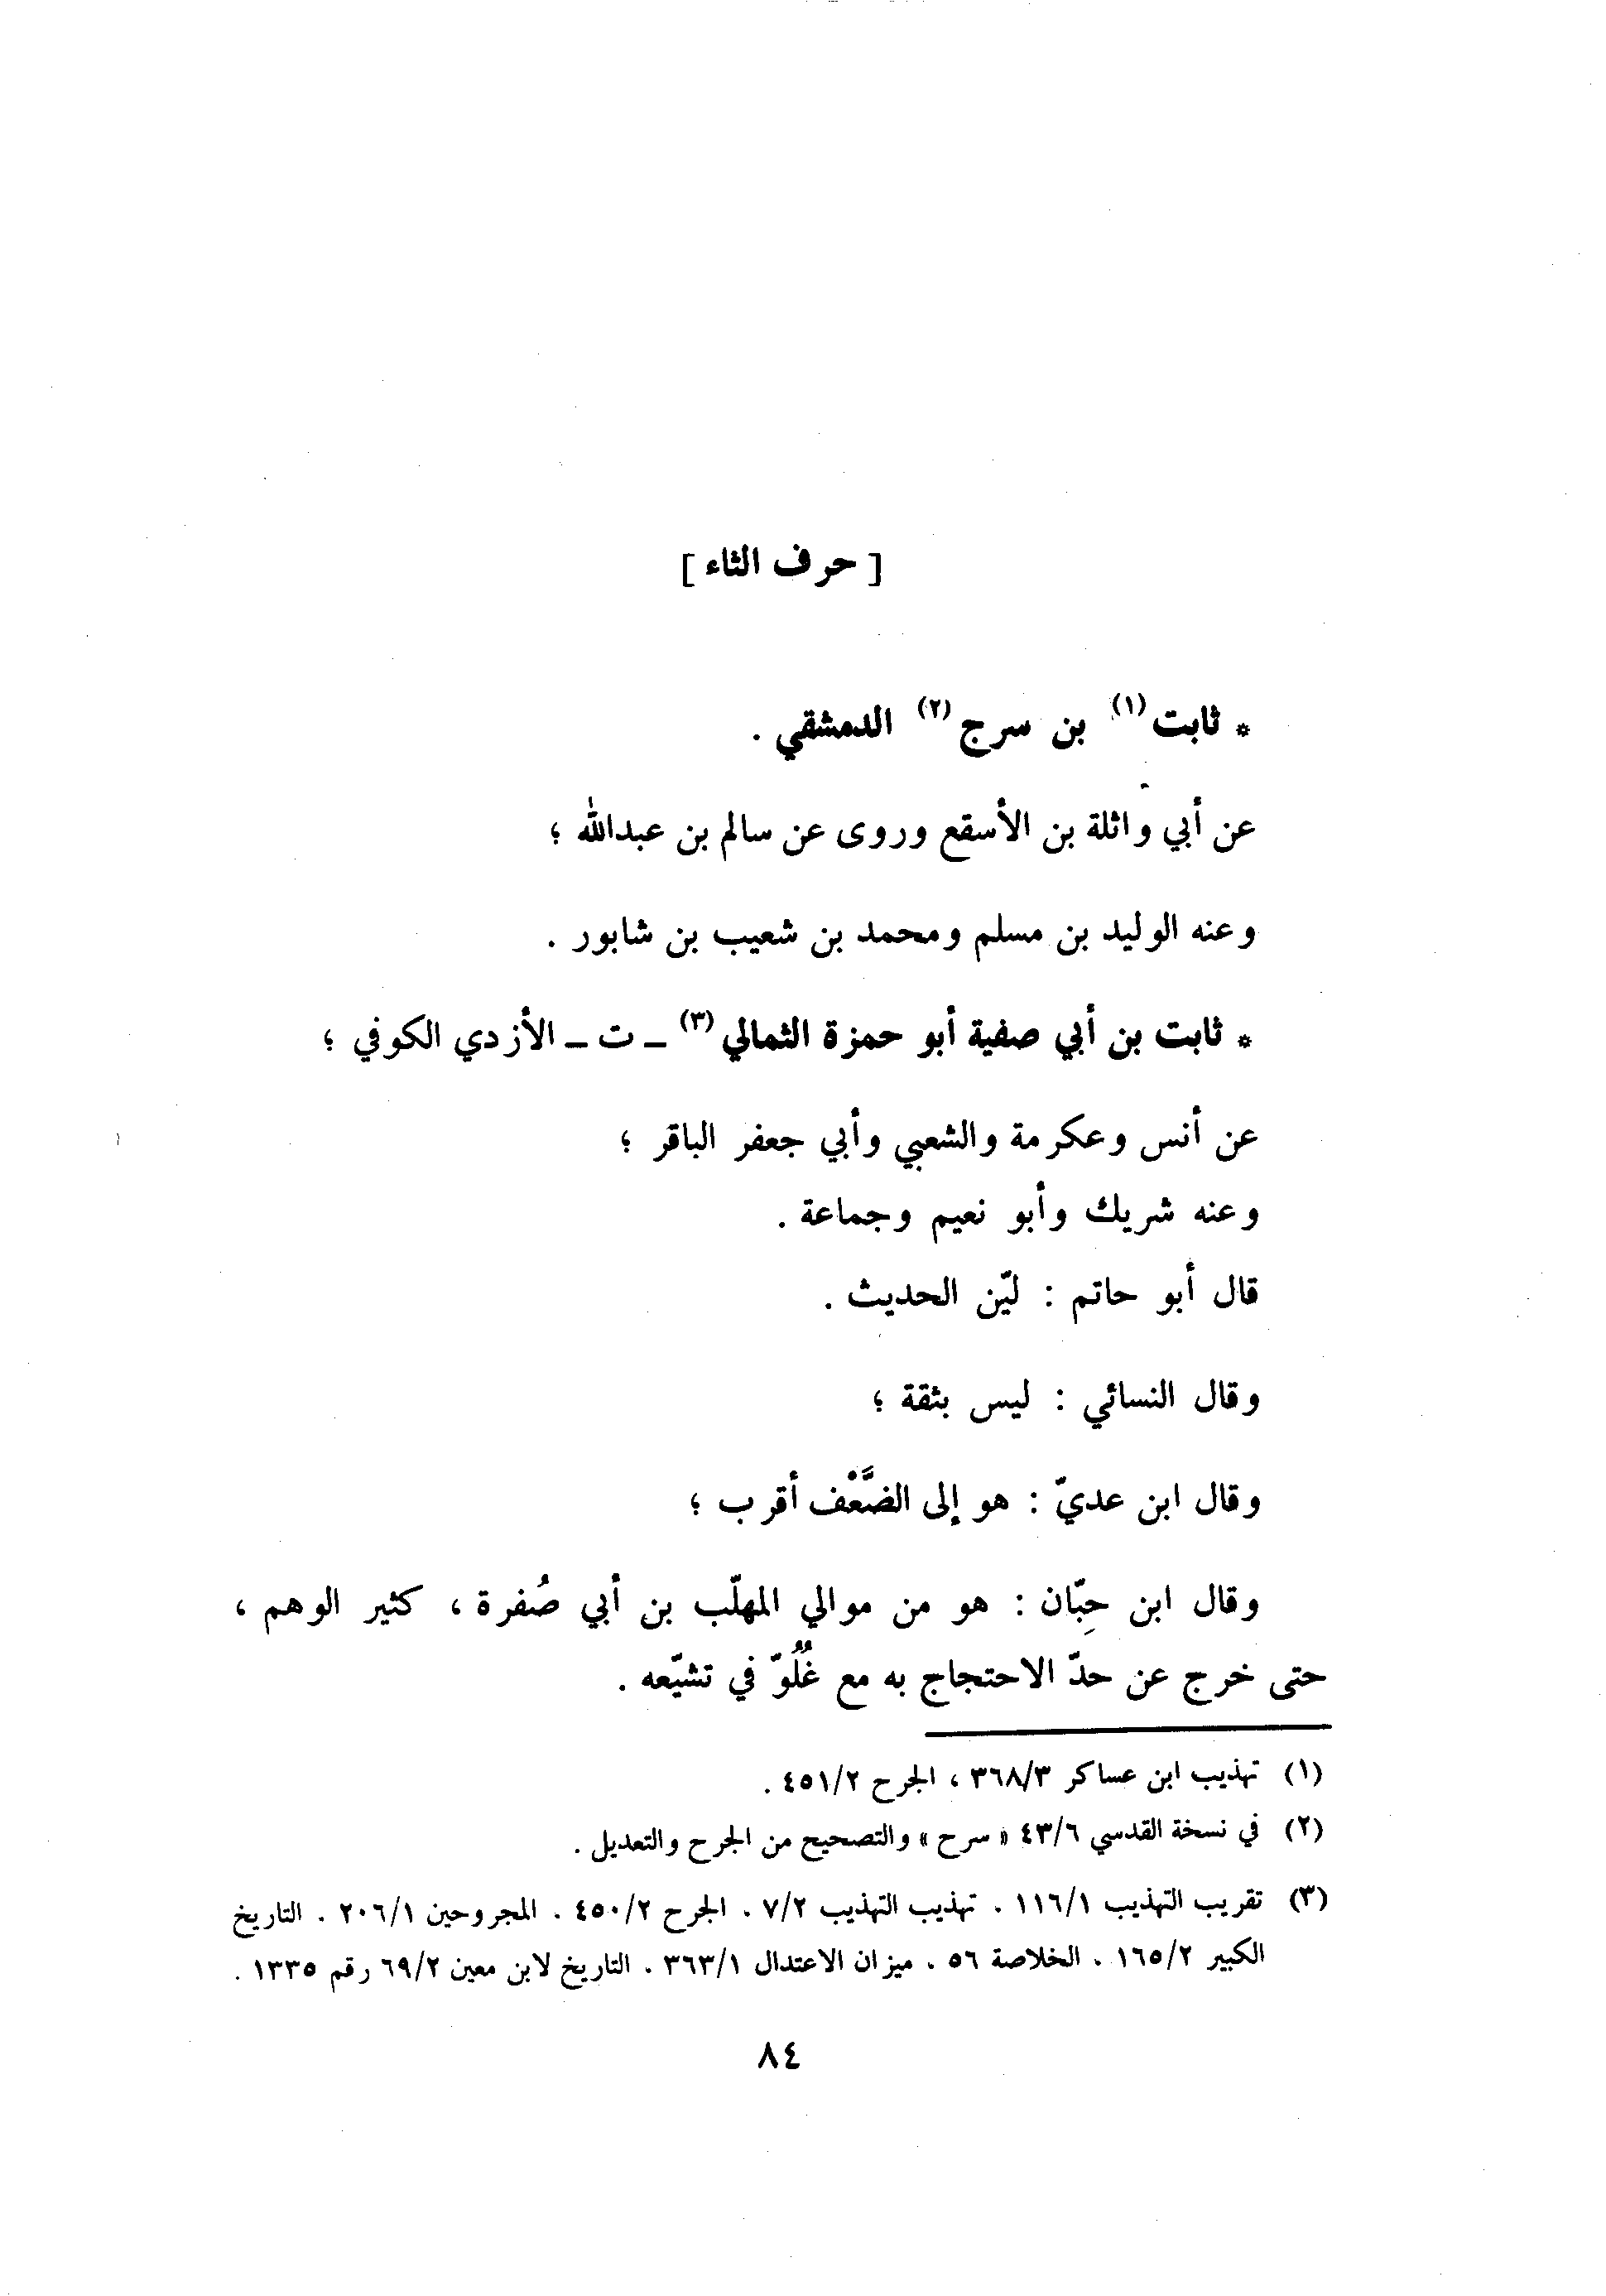 [ حرف الثاء ]
* ثابت (١) بن سرج (٢) الدمشقي .
عن أبي واثلة بن الأسقع وروى عن سالم بن عبدالله ؛
وعنه الوليد بن مسلم ومحمد بن شعيب بن شابور .
* ثابت بن أبي صفية أبو حمزة الثمالي (٣) ـ ت ـ الأزدي الكوفي ؛
عن أنس وعكرمة والشعبي وأبي جعفر الباقر ؛
وعنه شريك وأبو نعيم وجماعة .
قال أبو حاتم : ليّن الحديث .
وقال النسائي : ليس بثقة ؛
وقال ابن عديّ : هو إلى الضَّعْف أقرب ؛
وقال ابن حِبّان : هو من موالي المهلّب بن أبي صُفرة ، كثير الوهم ،
حتى خرج عن حدّ الاحتجاج به مع غُلُوّ في تشيّعه .
(١) تهذيب ابن عساكر ٣٦٨/٣ ، الجرح ٤٥١/٢ .
(٢) في نسخة القدسي ٤٣/٦ « سرح » والتصحيح من الجرح والتعديل .
(٣) تقريب التهذيب ١١٦/١ . تهذيب التهذيب ٧/٢ . الجرح ٤٥٠/٢ . المجروحين ٢٠٦/١ . التاريخ
الكبير ١٦٥/٢ . الخلاصة ٥٦ . ميزان الاعتدال ٣٦٣/١ . التاريخ لابن معين ٦٩/٢ رقم ١٣٣٥ .
٨٤